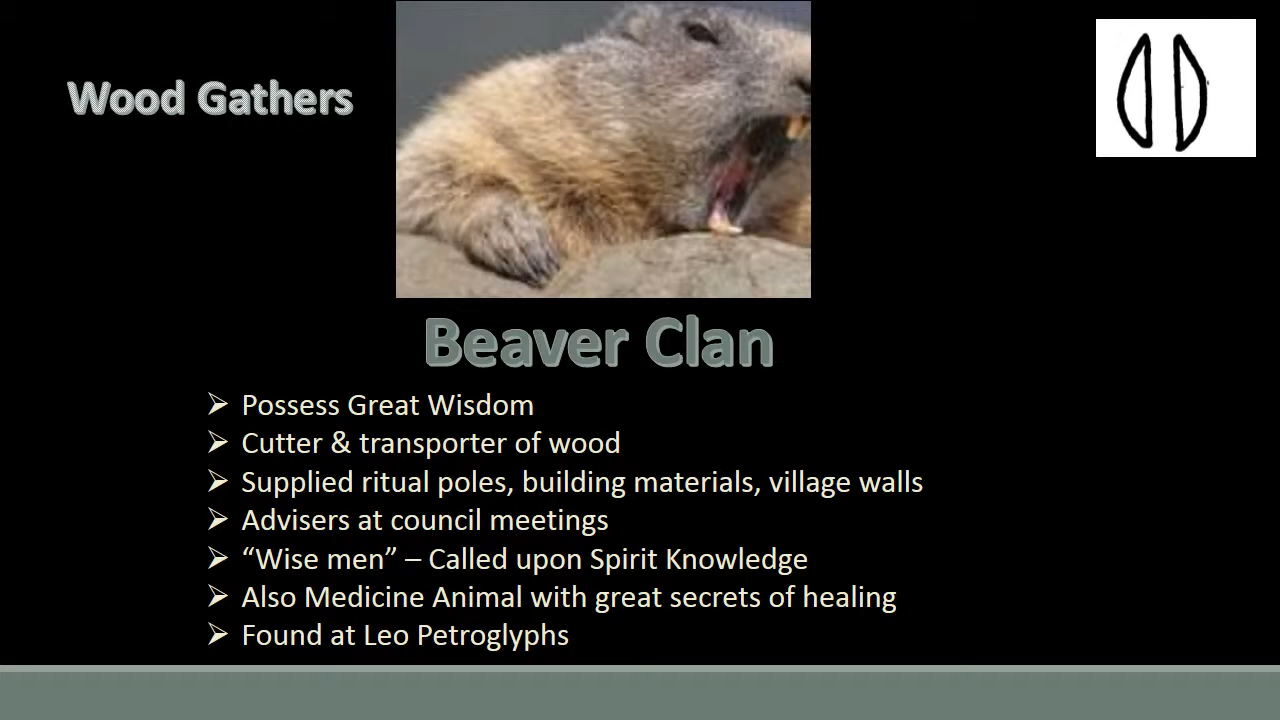 Wood Gathers
Beaver Clan
Possess Great Wisdom
Cutter & transporter of wood
Supplied ritual poles, building materials, village walls
Advisers at council meetings
“Wise men” – Called upon Spirit Knowledge
Also Medicine Animal with great secrets of healing
Found at Leo Petroglyphs